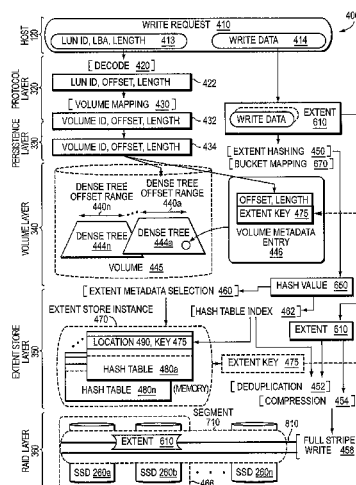 400
HOST
120
WRITE REQUEST 410
LUN ID, LBA, LENGTH 413
WRITE DATA 414
PROTOCOL LAYER
320
[ DECODE 420 ]
LUN ID, OFFSET, LENGTH 422
[ VOLUME MAPPING 430 ]
PERSISTENCE LAYER
330
VOLUME ID, OFFSET, LENGTH 432
VOLUME ID, OFFSET, LENGTH 434
WRITE DATA
EXTENT 610
[ EXTENT HASHING 450 ]
[ BUCKET MAPPING 670 ]
VOLUME LAYER
340
DENSE TREE OFFSET RANGE 440n
DENSE TREE OFFSET RANGE 440a
DENSE TREE 444n
DENSE TREE 444a
VOLUME 445
OFFSET, LENGTH
EXTENT KEY 475
VOLUME METADATA ENTRY 446
EXTENT STORE LAYER
350
[ EXTENT METADATA SELECTION 460 ]
HASH VALUE 650
EXTENT STORE INSTANCE 470
[ HASH TABLE INDEX 462 ]
EXTENT 610
LOCATION 490, KEY 475
HASH TABLE 480a
HASH TABLE 480n
(MEMORY)
EXTENT KEY 475
[ DEDUPLICATION 452 ]
[ COMPRESSION 454 ]
RAID LAYER
360
SEGMENT 710
810
EXTENT 610
FULL STRIPE WRITE 458
SSD 260a
SSD 260b
SSD 260n
466